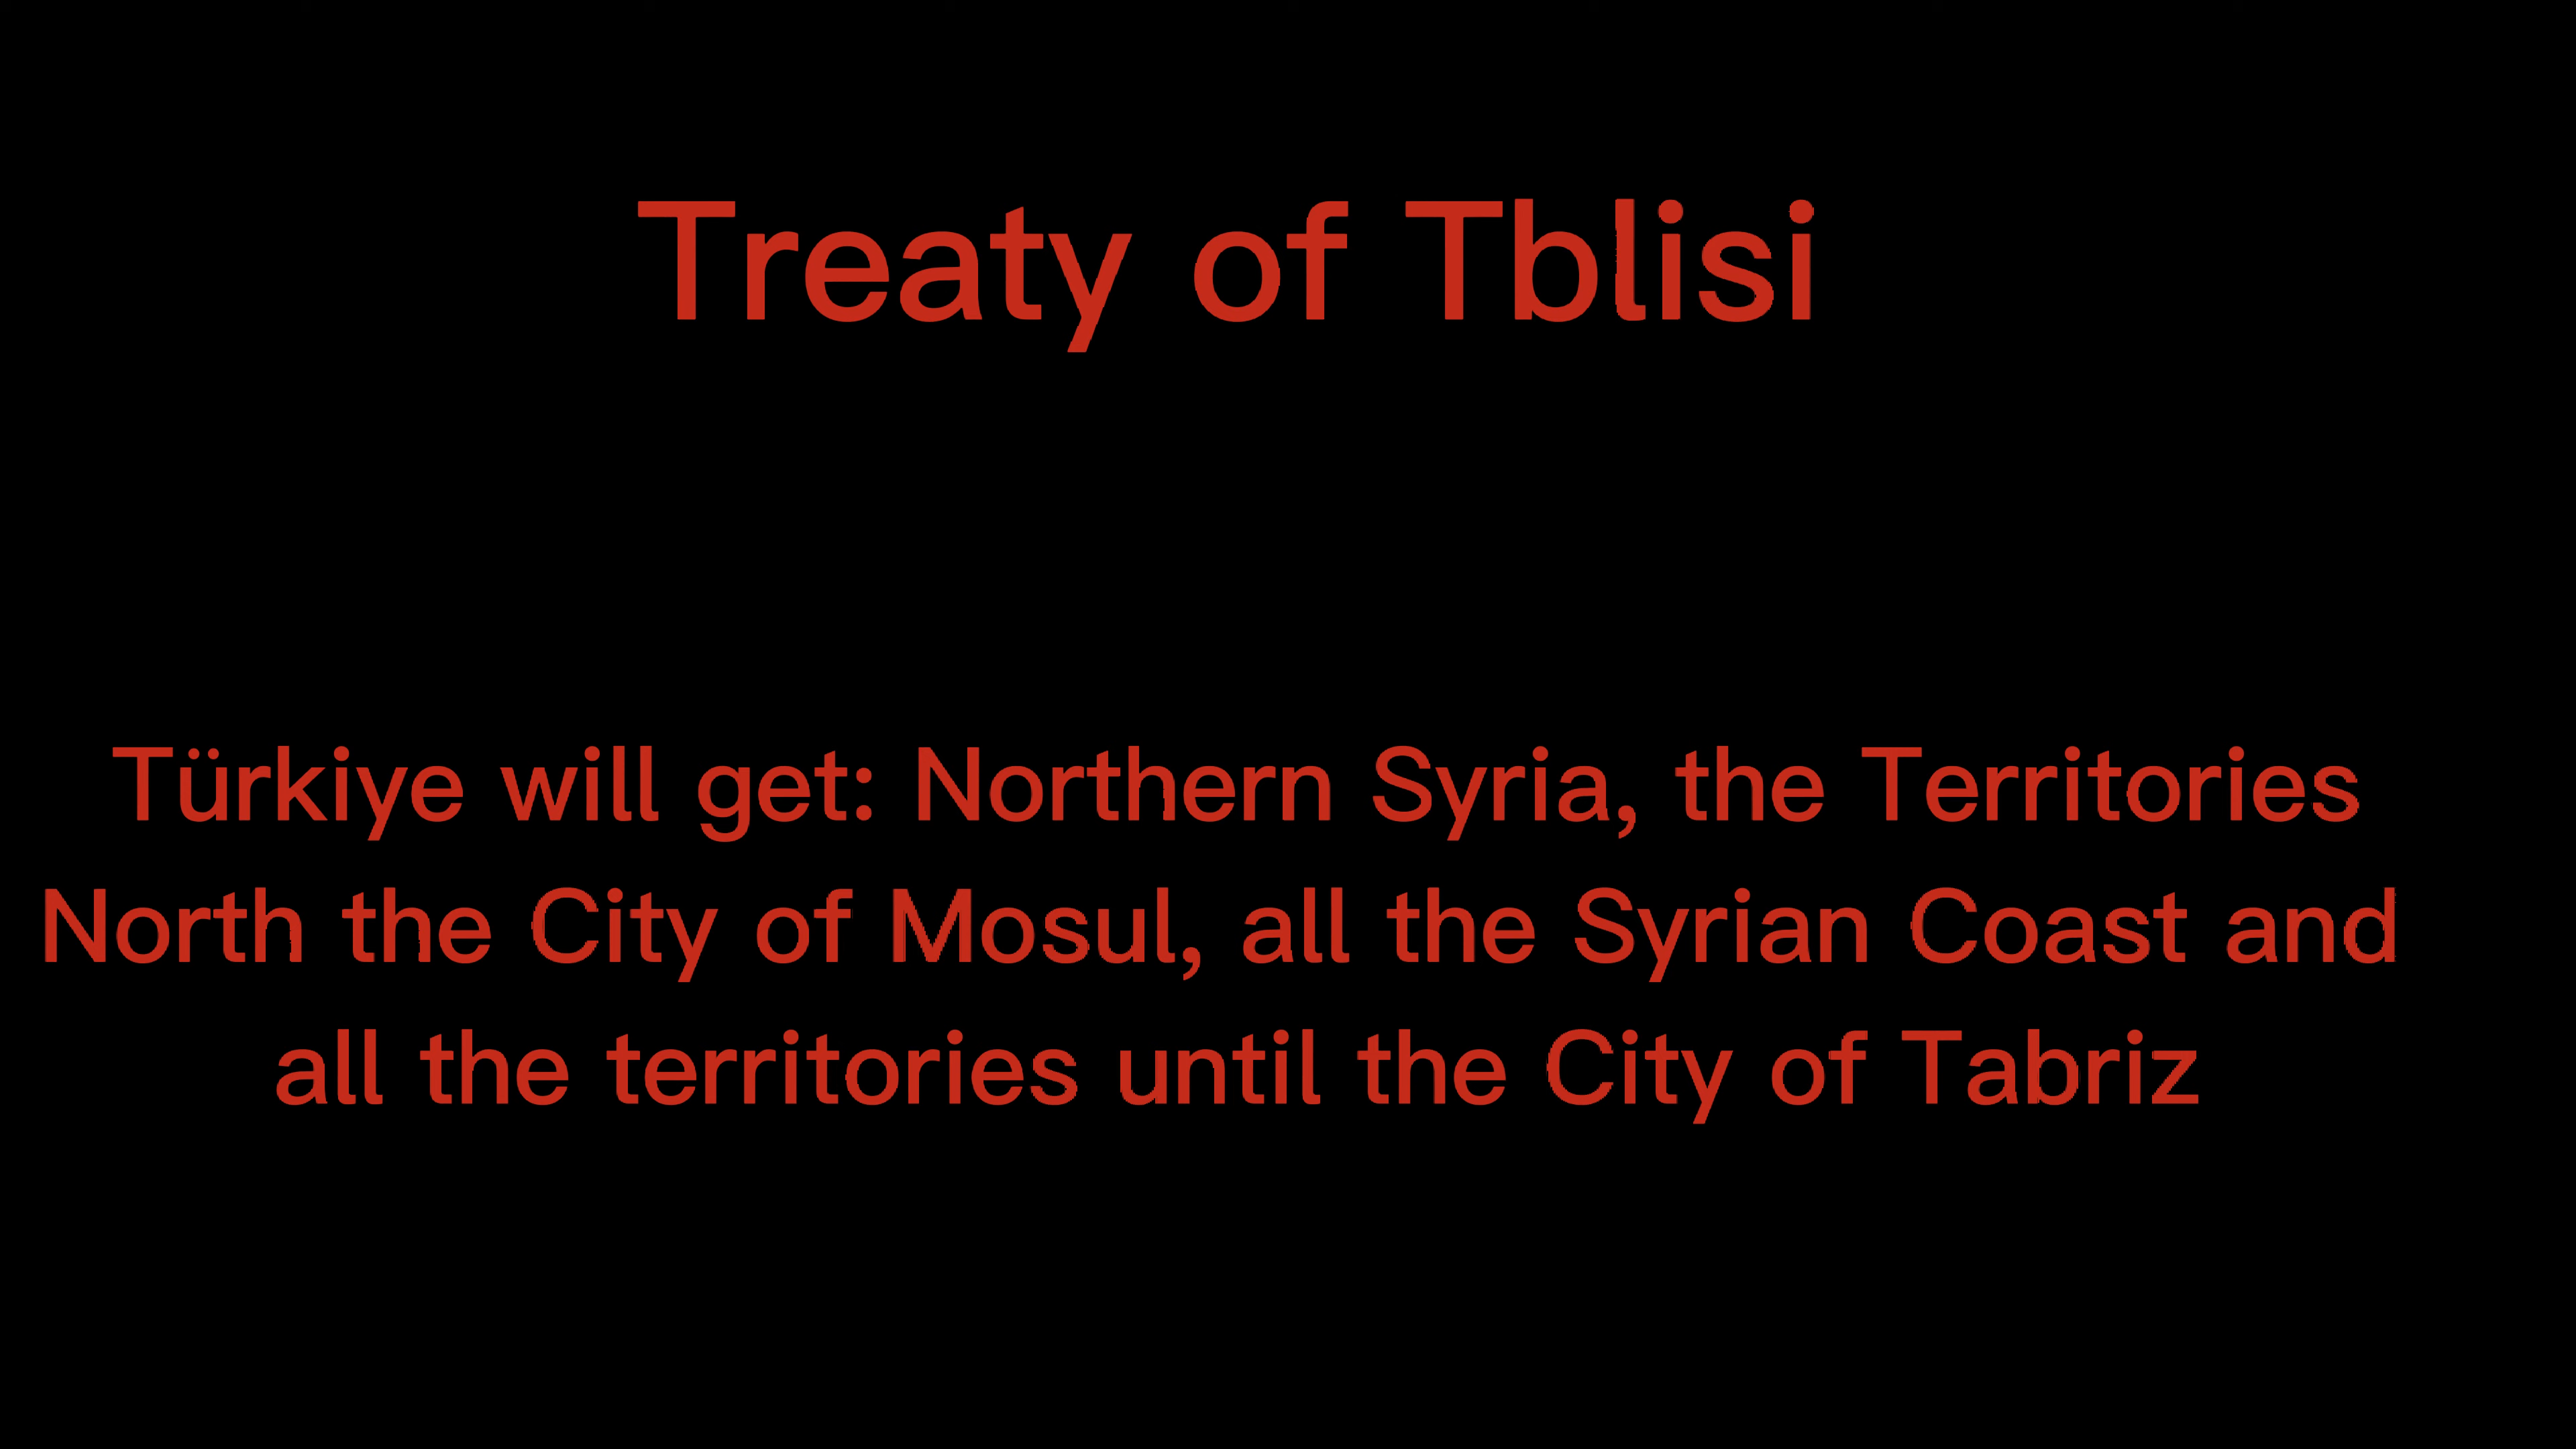 Treaty of Tblisi
Türkiye will get: Northern Syria, the Territories
North the City of Mosul, all the Syrian Coast and
all the territories until the City of Tabriz